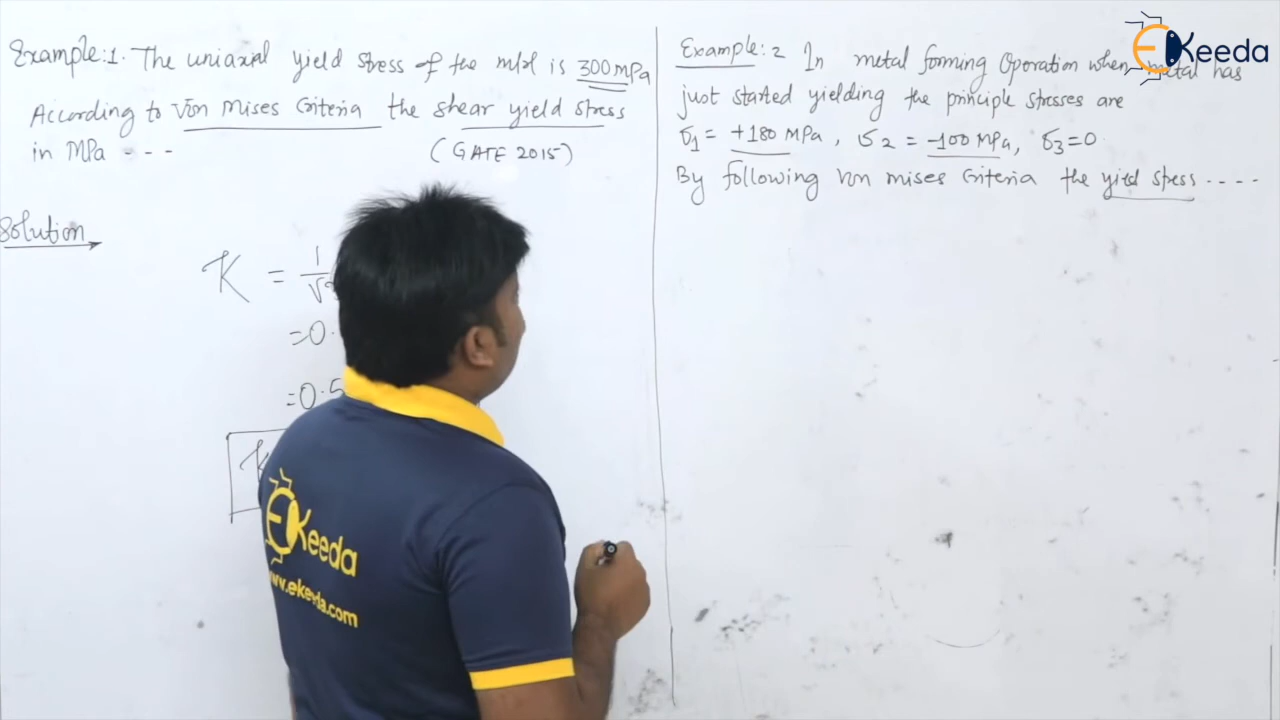 Example:1. The uniaxial yield stress of the m/tl is 300 MPa
According to Von mises Criteria the shear yield stress
in MPa - - -
(GATE 2015)
Solution
K = 1
= 0.
= 0.5
K
Example: 2 In metal forming Operation when metal has
just started yielding the principle stresses are
σ1 = +180 MPa, σ2 = -100 MPa, σ3 = 0.
By following Von mises Criteria the yield stress ----
EKeeda
EKeeda
www.ekeeda.com